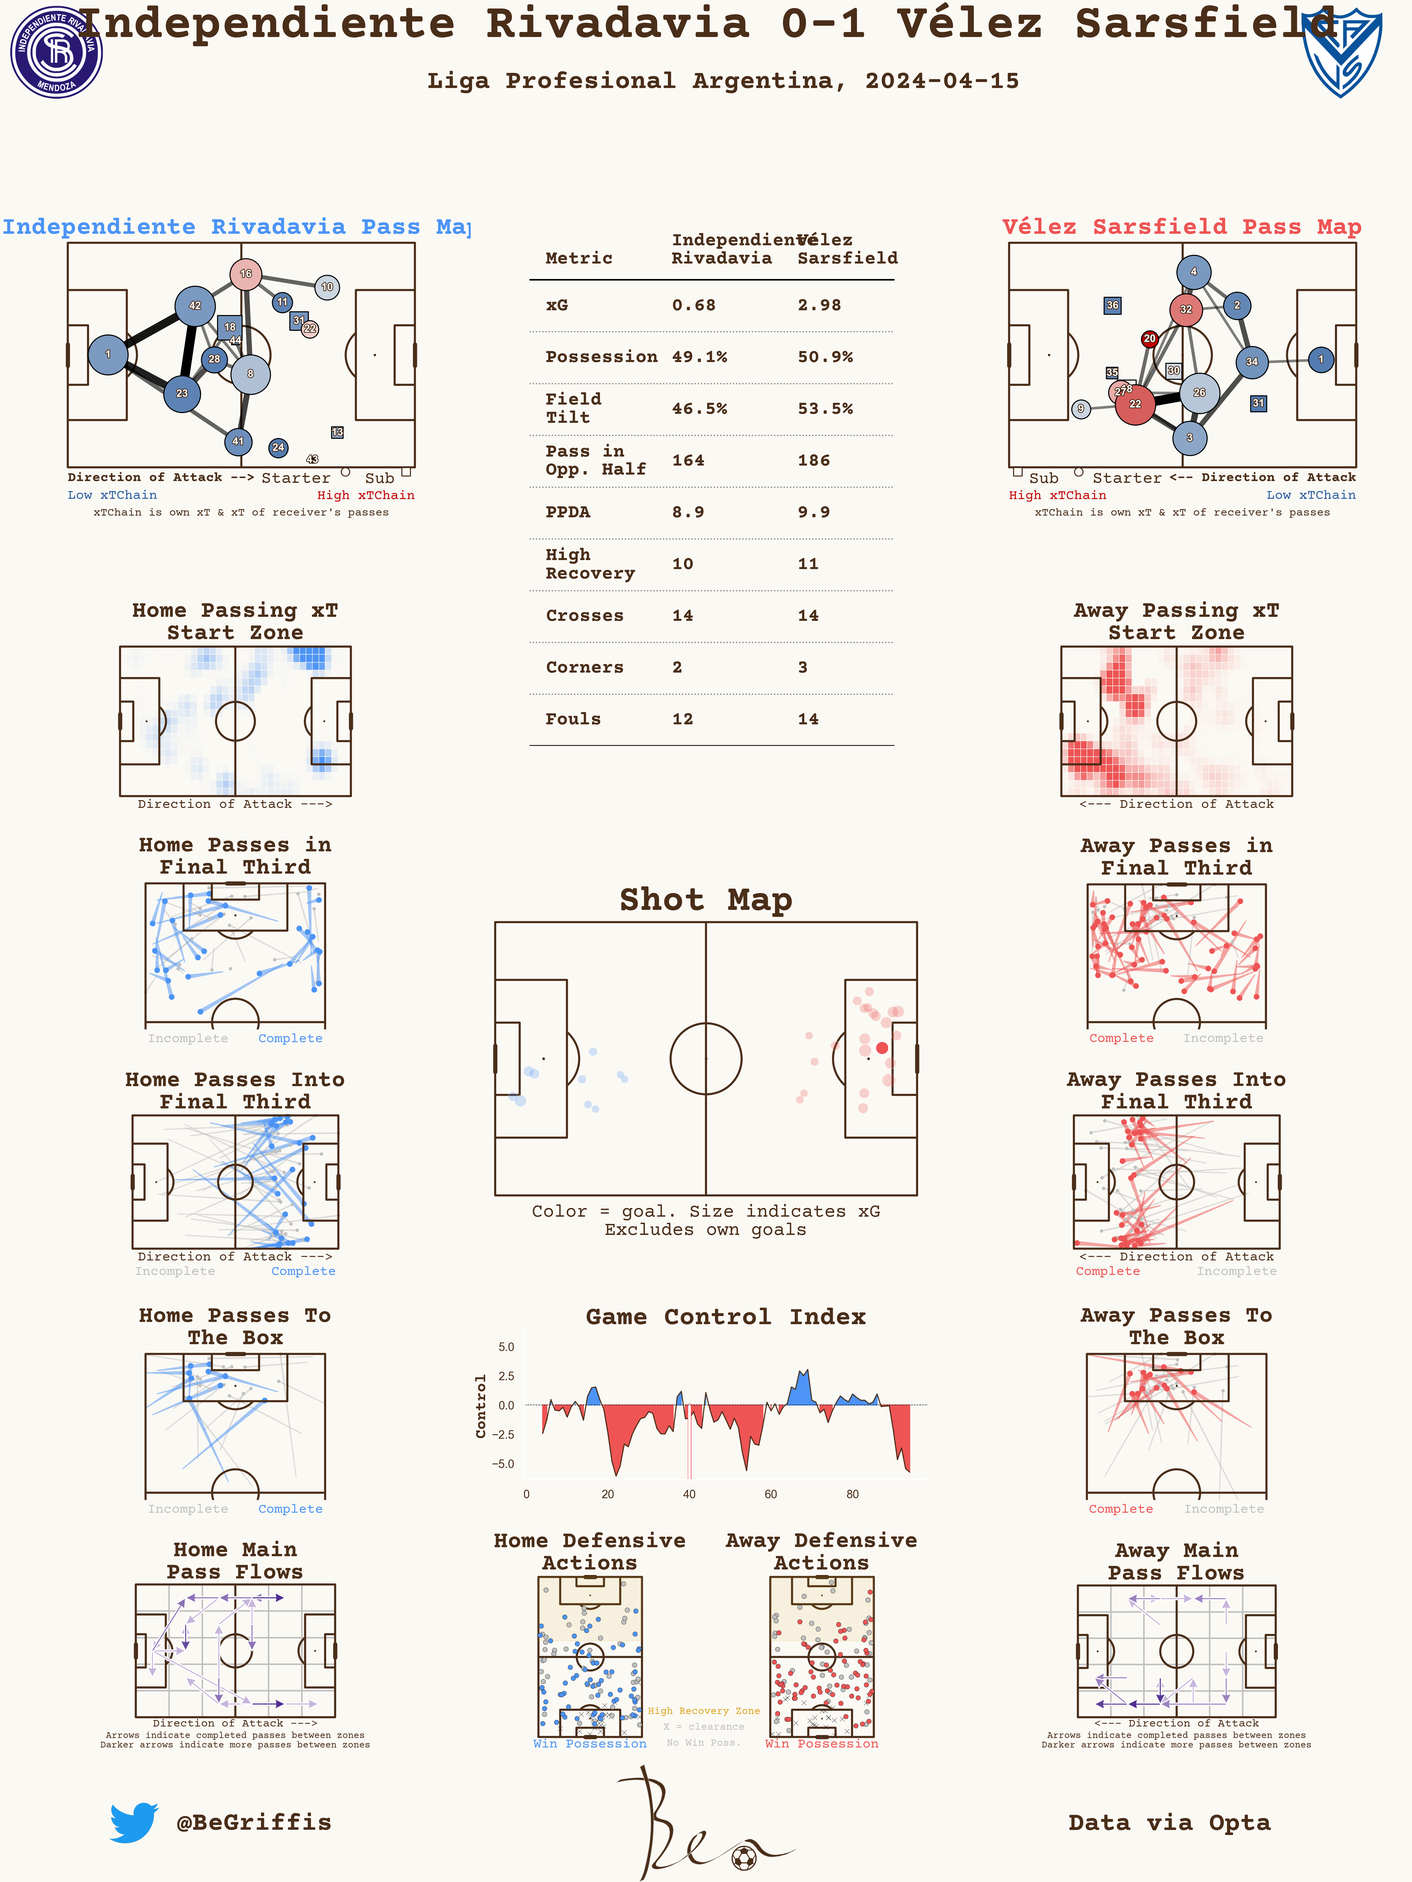 Independiente Rivadavia 0-1 Vélez Sarsfield
Liga Profesional Argentina, 2024-04-15
INDEPENDIENTE RIVADAVIA
MENDOZA
Independiente Rivadavia Pass Map
16
10
42
11
18
31
22
44
1
28
8
23
41
24
13
43
Direction of Attack --> Starter Sub
Low xTChain High xTChain
xTChain is own xT & xT of receiver's passes
Metric Independiente Rivadavia Vélez Sarsfield
xG 0.68 2.98
Possession 49.1% 50.9%
Field Tilt 46.5% 53.5%
Pass in Opp. Half 164 186
PPDA 8.9 9.9
High Recovery 10 11
Crosses 14 14
Corners 2 3
Fouls 12 14
Vélez Sarsfield Pass Map
4
36
32
2
20
34
1
35
30
27
22
26
9
31
3
Sub Starter <-- Direction of Attack
High xTChain Low xTChain
xTChain is own xT & xT of receiver's passes
Home Passing xT
Start Zone
Direction of Attack --->
Away Passing xT
Start Zone
<--- Direction of Attack
Home Passes in
Final Third
Incomplete Complete
Away Passes in
Final Third
Complete Incomplete
Shot Map
Color = goal. Size indicates xG
Excludes own goals
Home Passes Into
Final Third
Direction of Attack --->
Incomplete Complete
Away Passes Into
Final Third
<--- Direction of Attack
Complete Incomplete
Home Passes To
The Box
Incomplete Complete
Game Control Index
Control
5.0
2.5
0.0
−2.5
−5.0
0 20 40 60 80
Away Passes To
The Box
Complete Incomplete
Home Main
Pass Flows
Direction of Attack --->
Arrows indicate completed passes between zones
Darker arrows indicate more passes between zones
Home Defensive
Actions
Win Possession
High Recovery Zone
X = clearance
No Win Poss.
Away Defensive
Actions
Win Possession
Away Main
Pass Flows
<--- Direction of Attack
Arrows indicate completed passes between zones
Darker arrows indicate more passes between zones
@BeGriffis
Ben
Data via Opta